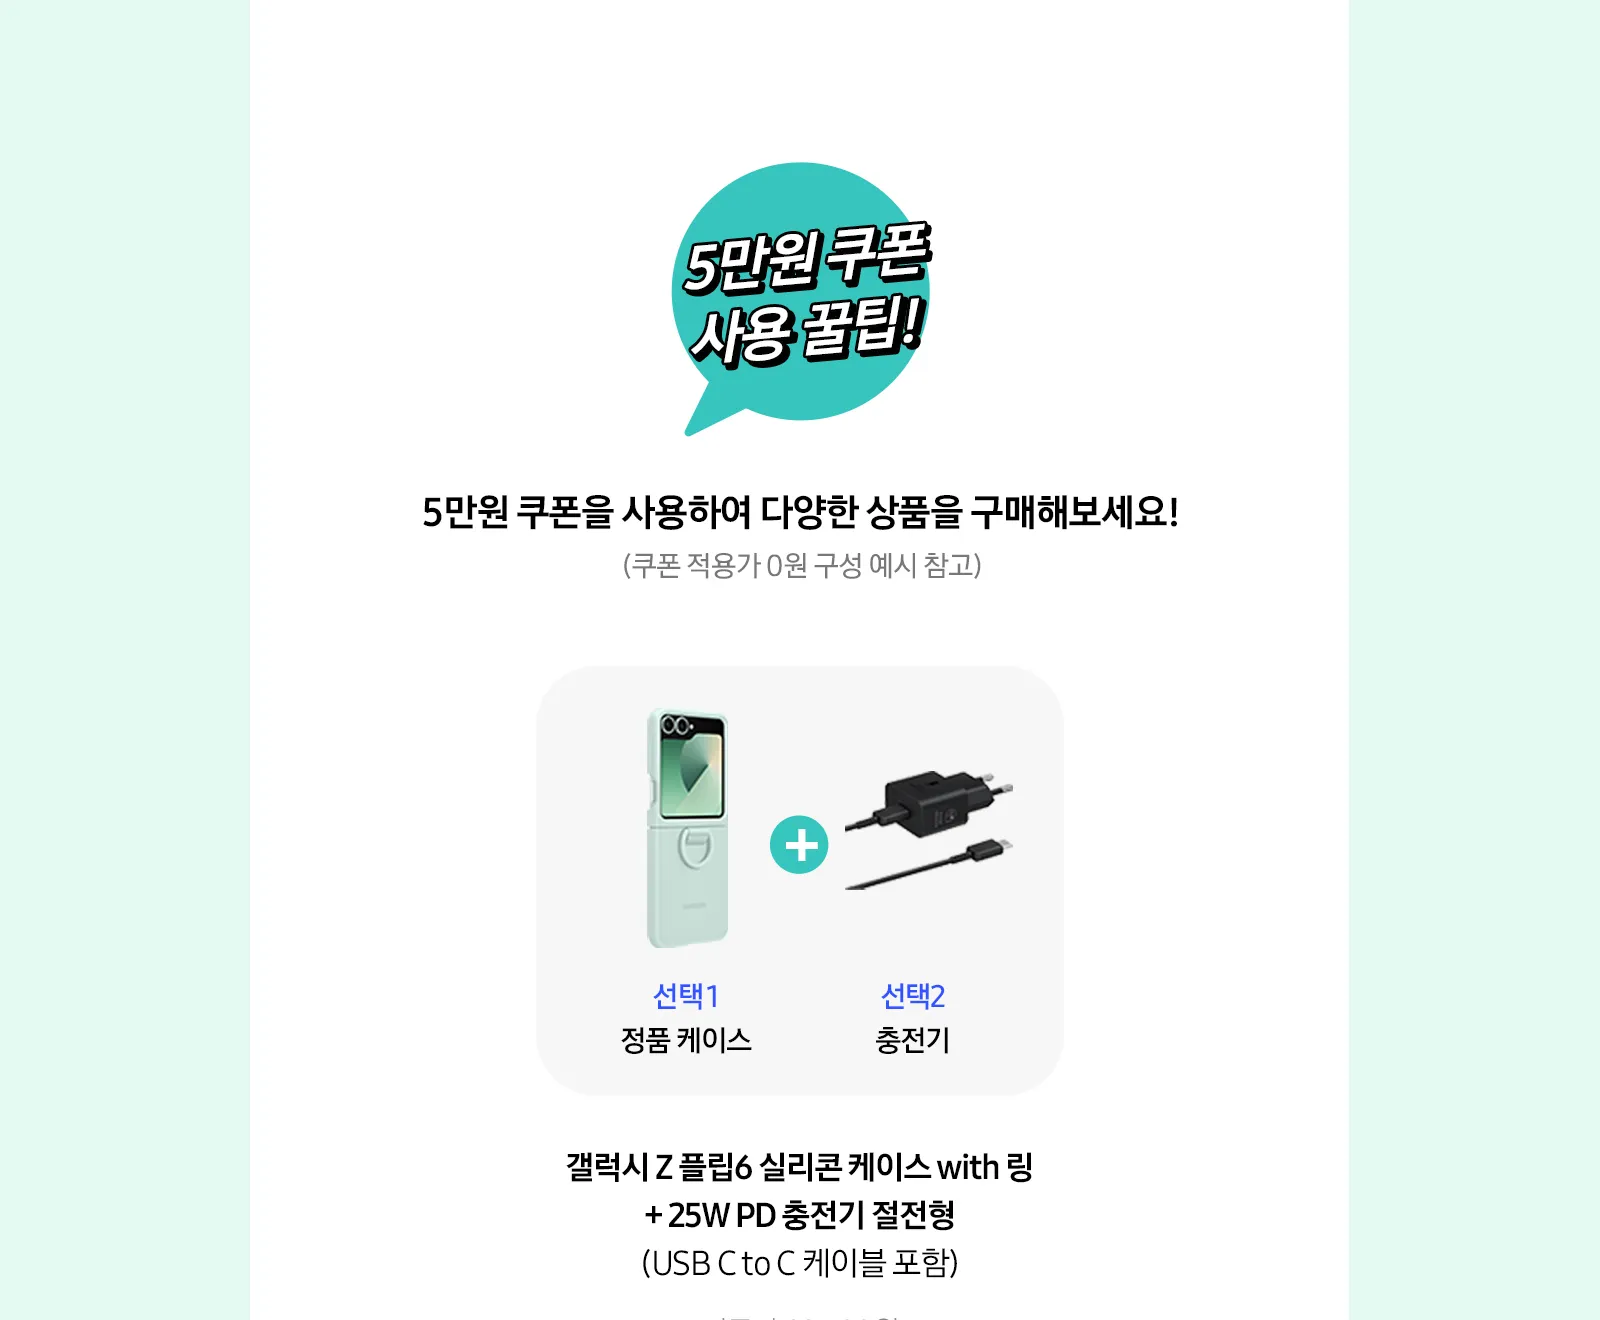 5만원 쿠폰
사용 꿀팁!
5만원 쿠폰을 사용하여 다양한 상품을 구매해보세요!
(쿠폰 적용가 0원 구성 예시 참고)
선택1
선택2
정품 케이스
충전기
갤럭시 Z 플립6 실리콘 케이스 with 링
+ 25W PD 충전기 절전형
(USB C to C 케이블 포함)